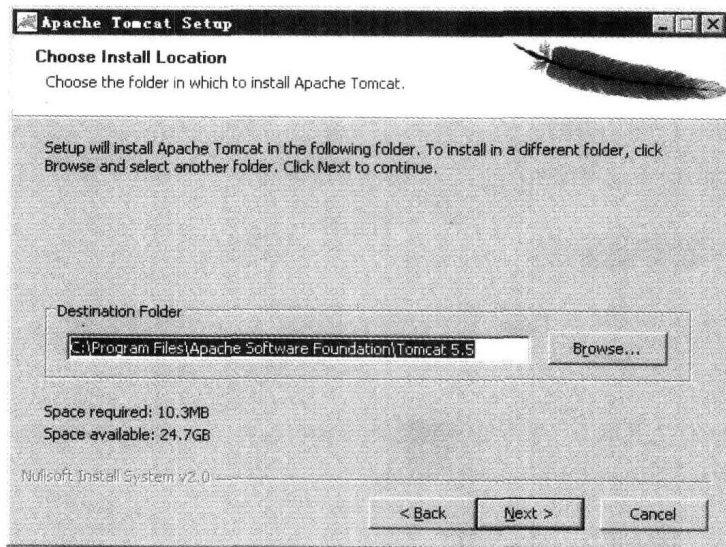 Apache Tomcat Setup
Choose Install Location
Choose the folder in which to install Apache Tomcat.
Setup will install Apache Tomcat in the following folder. To install in a different folder, click
Browse and select another folder. Click Next to continue.
Destination Folder
C:\Program Files\Apache Software Foundation\Tomcat 5.5
Browse...
Space required: 10.3MB
Space available: 24.7GB
Nullsoft Install System v2.0
< Back
Next >
Cancel